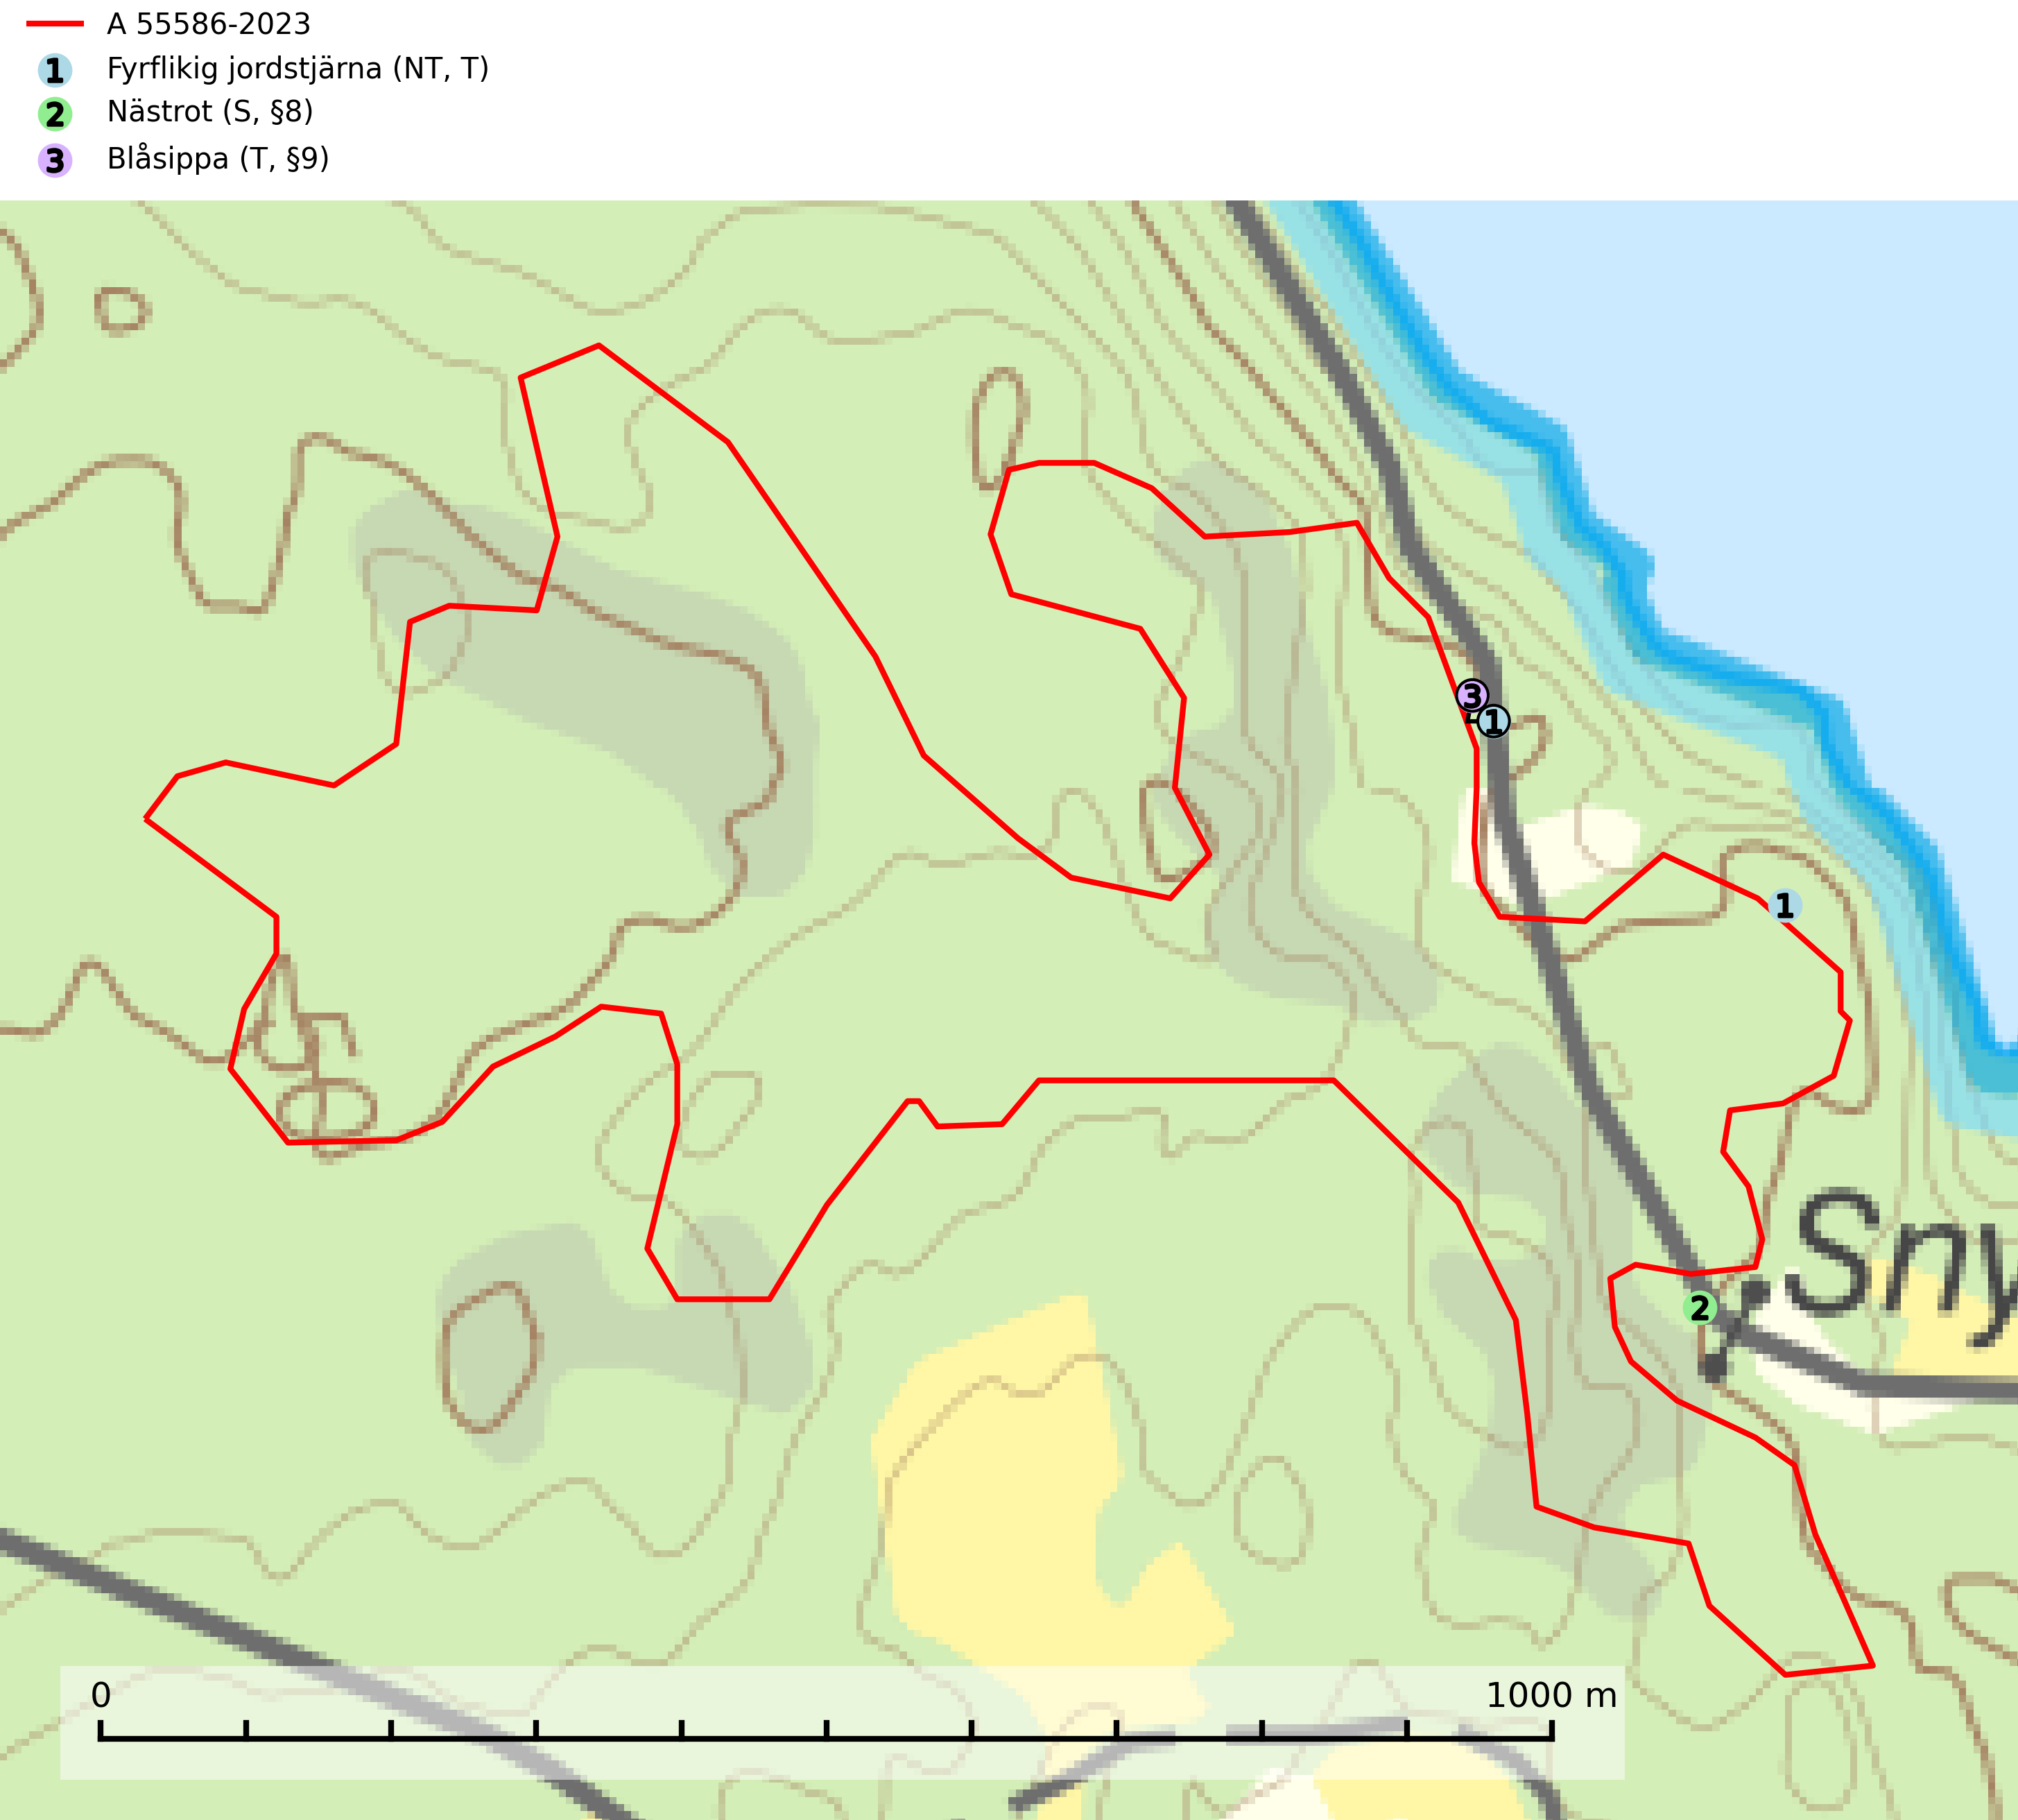 A 55586-2023
1 Fyrflikig jordstjärna (NT, T)
2 Nästrot (S, §8)
3 Blåsippa (T, §9)
3
1
1
Sny
2
0 1000 m